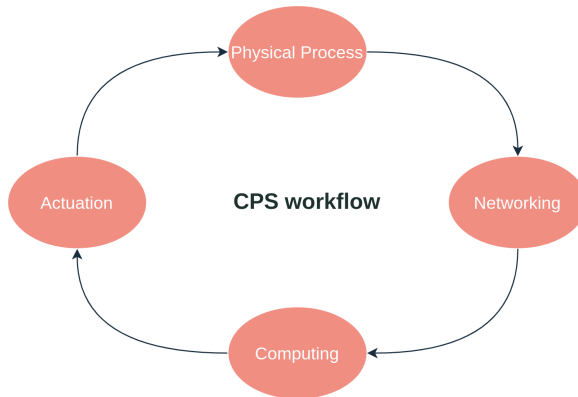 Physical Process
Actuation
CPS workflow
Networking
Computing